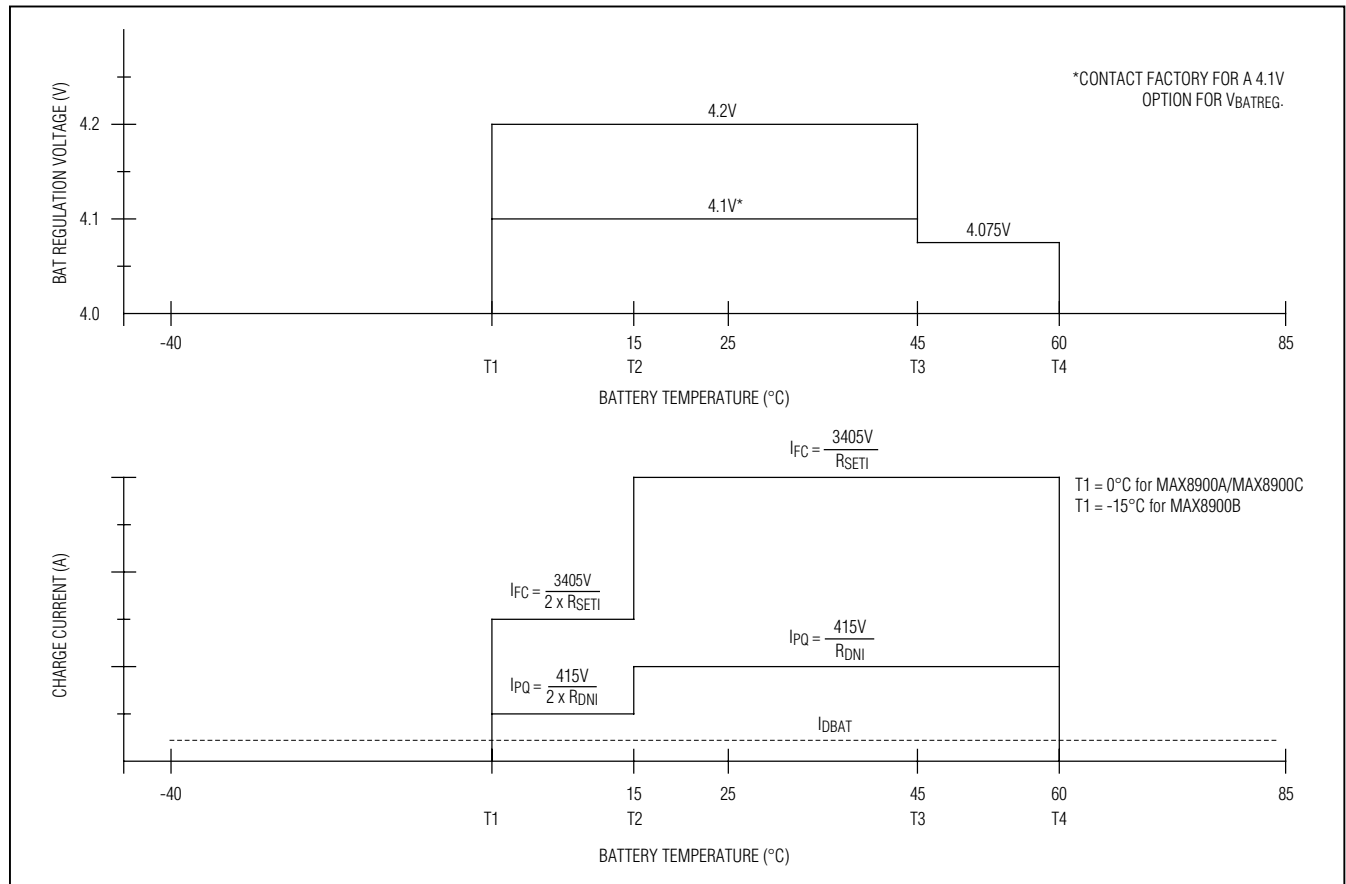 *CONTACT FACTORY FOR A 4.1V
OPTION FOR VBATREG.
BAT REGULATION VOLTAGE (V)
4.2
4.1
4.0
4.2V
4.1V*
4.075V
-40 15 25 45 60 85
T1 T2 T3 T4
BATTERY TEMPERATURE (°C)
CHARGE CURRENT (A)
IFC = 3405V
RSETI
T1 = 0°C for MAX8900A/MAX8900C
T1 = -15°C for MAX8900B
IFC = 3405V
2 x RSETI
IPQ = 415V
RDNI
IPQ = 415V
2 x RDNI
IDBAT
-40 15 25 45 60 85
T1 T2 T3 T4
BATTERY TEMPERATURE (°C)